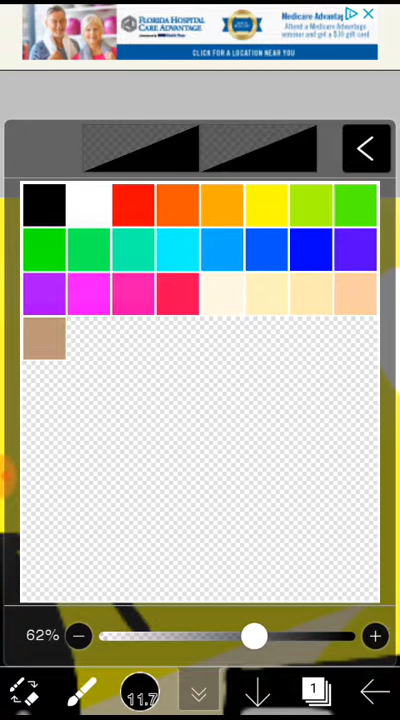 FLORIDA HOSPITAL
CARE ADVANTAGE
Medicare Advantag
Attend a Medicare Advantage
seminar and get a $35 gift card
CLICK FOR A LOCATION NEAR YOU
62%
11.7
1